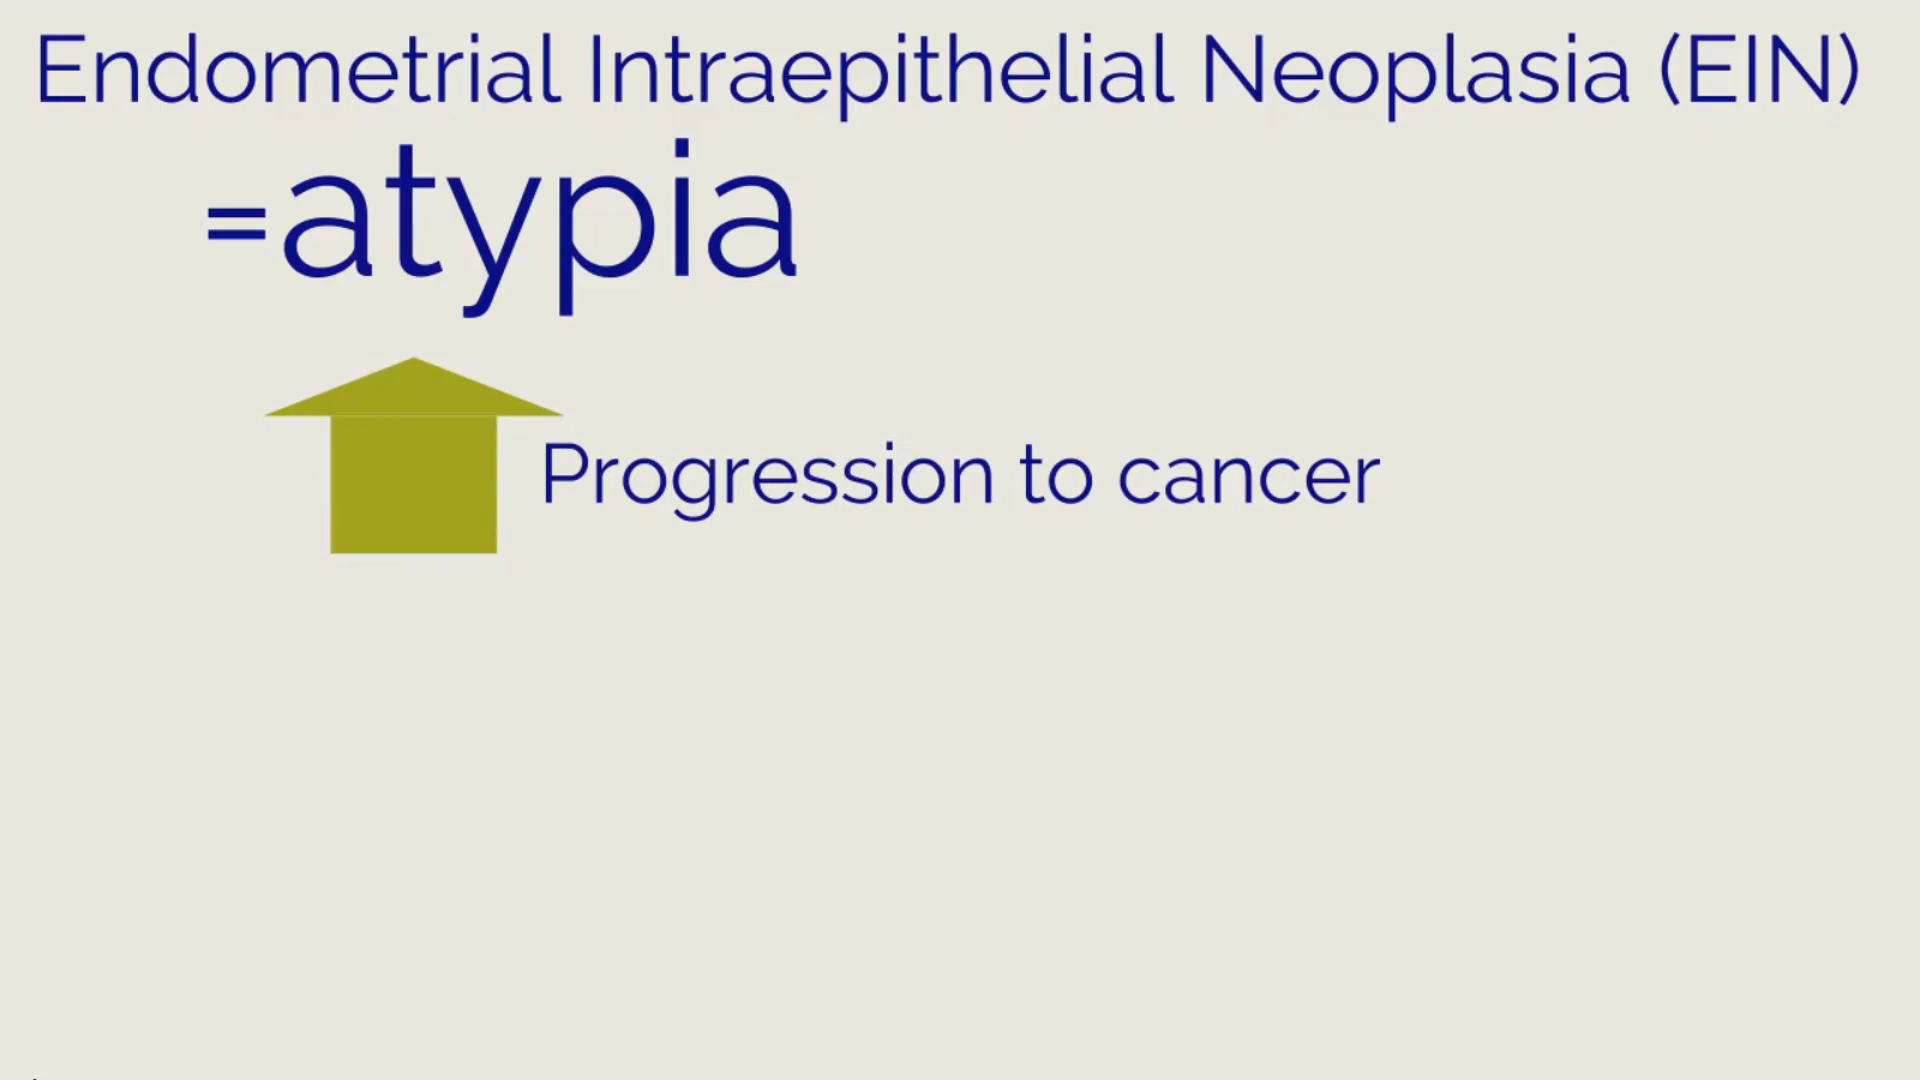 Endometrial Intraepithelial Neoplasia (EIN)
=atypia
Progression to cancer